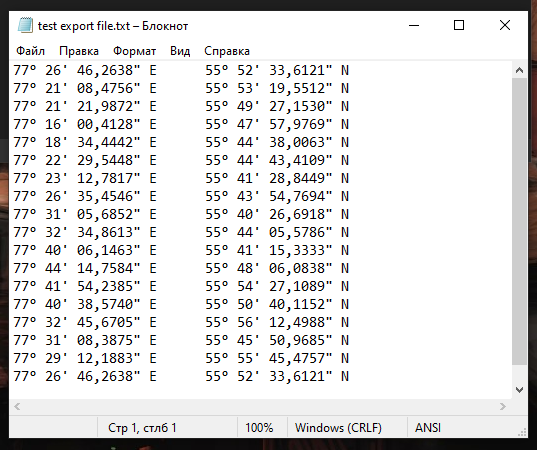 test export file.txt – Блокнот
Файл Правка Формат Вид Справка
77° 26' 46,2638" E 55° 52' 33,6121" N
77° 21' 08,4756" E 55° 53' 19,5512" N
77° 21' 21,9872" E 55° 49' 27,1530" N
77° 16' 00,4128" E 55° 47' 57,9769" N
77° 18' 34,4442" E 55° 44' 38,0063" N
77° 22' 29,5448" E 55° 44' 43,4109" N
77° 23' 12,7817" E 55° 41' 28,8449" N
77° 26' 35,4546" E 55° 43' 54,7694" N
77° 31' 05,6852" E 55° 40' 26,6918" N
77° 32' 34,8613" E 55° 44' 05,5786" N
77° 40' 06,1463" E 55° 41' 15,3333" N
77° 44' 14,7584" E 55° 48' 06,0838" N
77° 41' 54,2385" E 55° 54' 27,1089" N
77° 40' 38,5740" E 55° 50' 40,1152" N
77° 32' 45,6705" E 55° 56' 12,4988" N
77° 31' 08,3875" E 55° 45' 50,9685" N
77° 29' 12,1883" E 55° 55' 45,4757" N
77° 26' 46,2638" E 55° 52' 33,6121" N
Стр 1, стлб 1 100% Windows (CRLF) ANSI